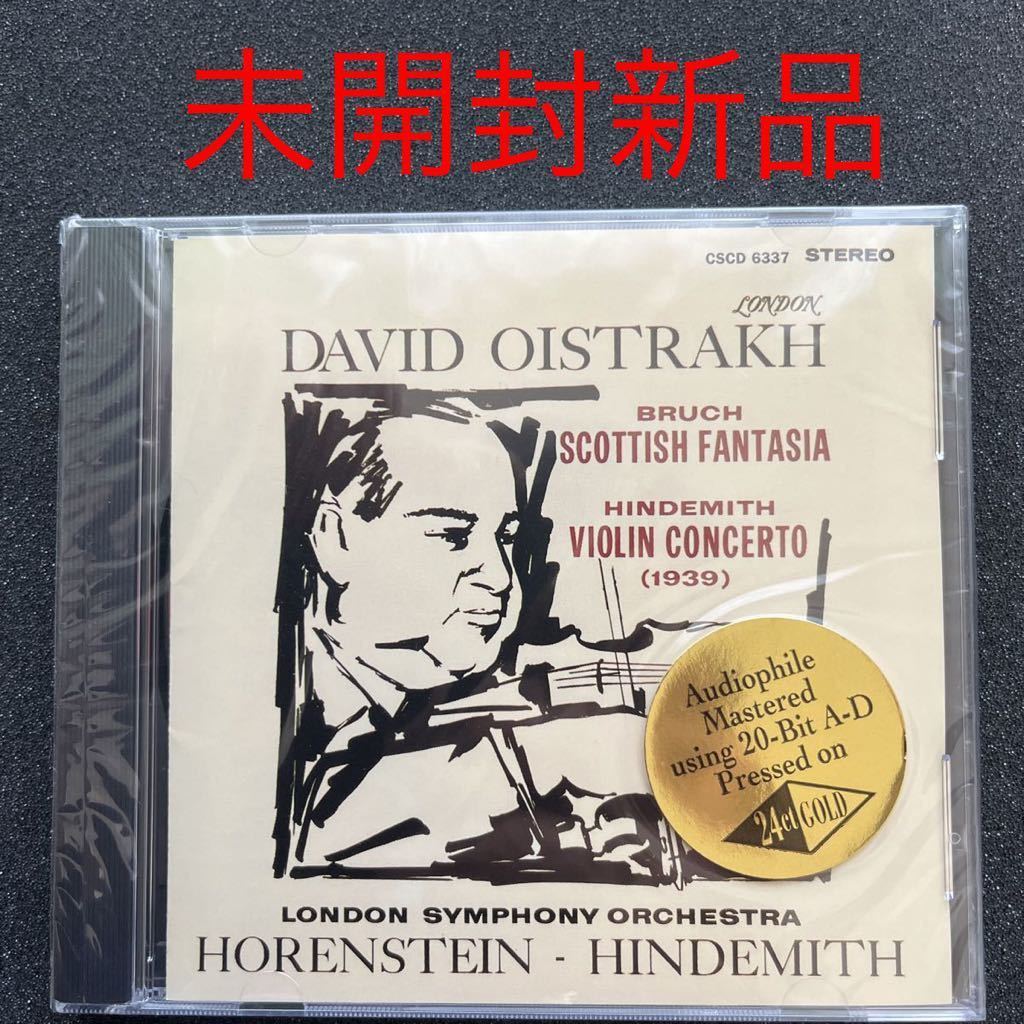 未開封新品
CSCD 6337 STEREO
LONDON
DAVID OISTRAKH
BRUCH
SCOTTISH FANTASIA
HINDEMITH
VIOLIN CONCERTO
(1939)
Audiophile
Mastered
using 20-Bit A-D
Pressed on
24ct GOLD
LONDON SYMPHONY ORCHESTRA
HORENSTEIN - HINDEMITH